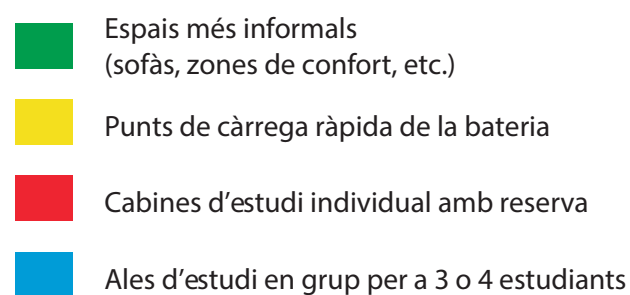 Espais més informals
(sofàs, zones de confort, etc.)
Punts de càrrega ràpida de la bateria
Cabines d’estudi individual amb reserva
Ales d’estudi en grup per a 3 o 4 estudiants